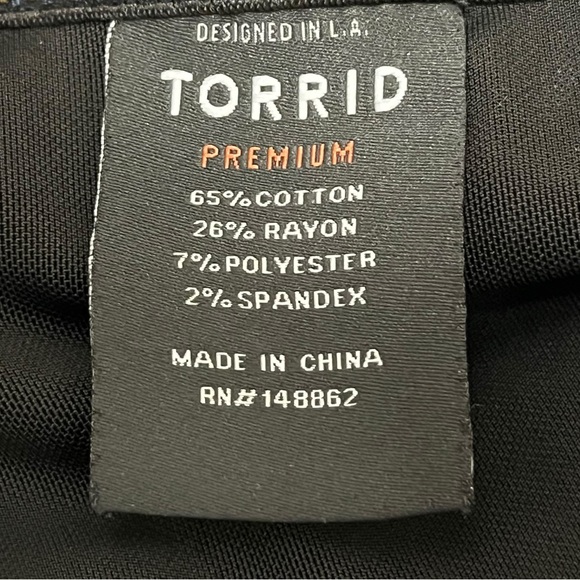 DESIGNED IN L.A.
TORRID
PREMIUM
65% COTTON
26% RAYON
7% POLYESTER
2% SPANDEX
MADE IN CHINA
RN#148862